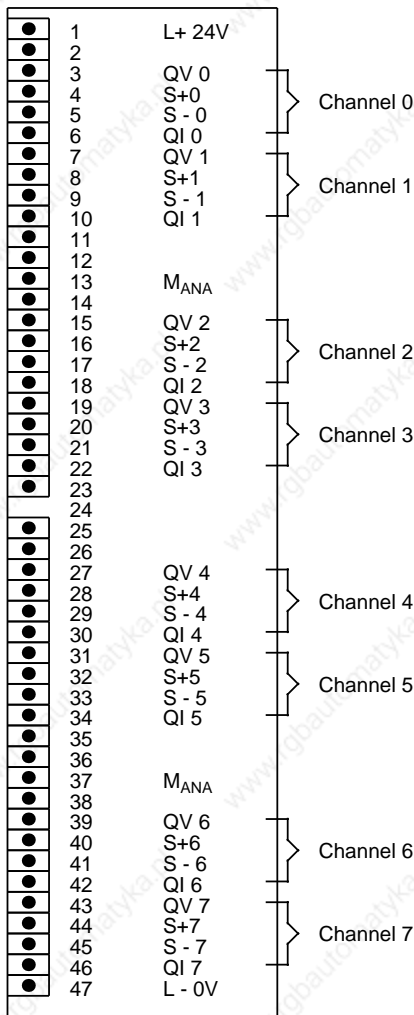 1 L+ 24V
2
3 QV 0
4 S+0
5 S - 0
6 QI 0
Channel 0
7 QV 1
8 S+1
9 S - 1
10 QI 1
Channel 1
11
12
13 MANA
14
15 QV 2
16 S+2
17 S - 2
18 QI 2
Channel 2
19 QV 3
20 S+3
21 S - 3
22 QI 3
Channel 3
23
24
25
26
27 QV 4
28 S+4
29 S - 4
30 QI 4
Channel 4
31 QV 5
32 S+5
33 S - 5
34 QI 5
Channel 5
35
36
37 MANA
38
39 QV 6
40 S+6
41 S - 6
42 QI 6
Channel 6
43 QV 7
44 S+7
45 S - 7
46 QI 7
Channel 7
47 L - 0V
www.rgbautomatyka.pl